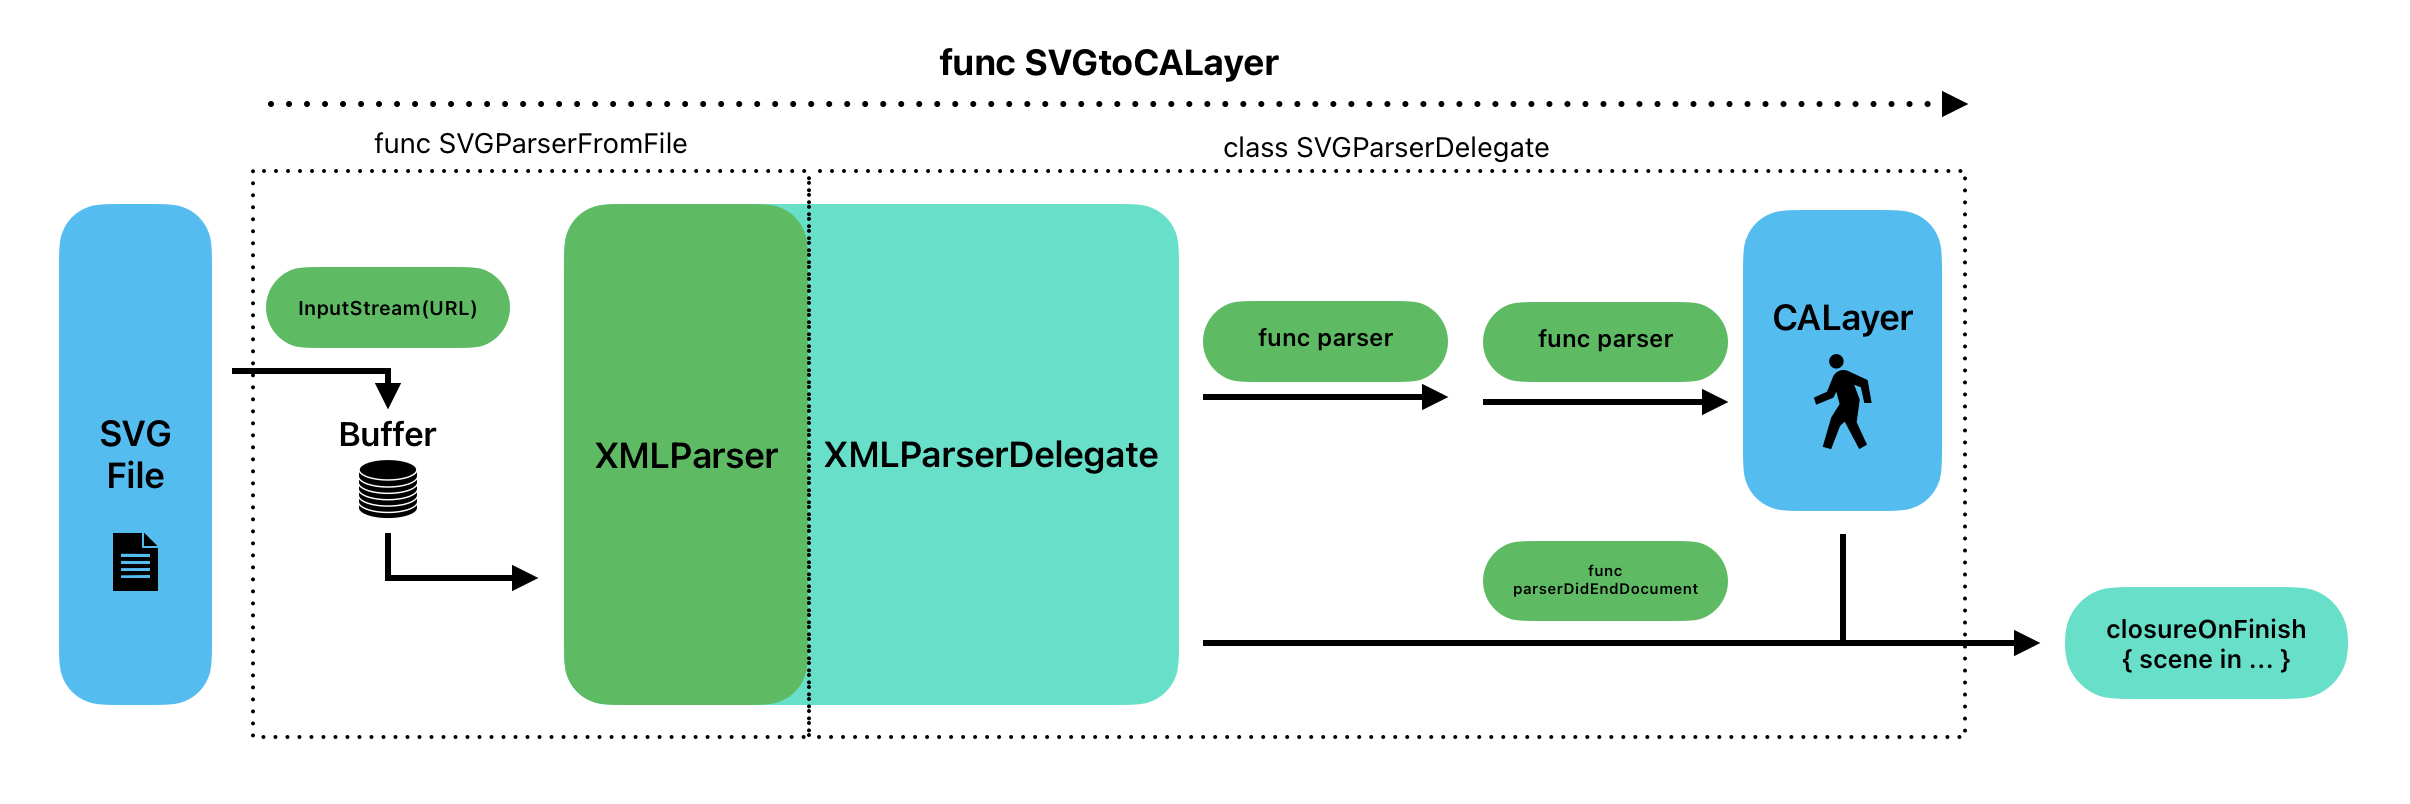 func SVGtoCALayer
func SVGParserFromFile
class SVGParserDelegate
SVG
File
InputStream(URL)
Buffer
XMLParser
XMLParserDelegate
func parser
func parser
CALayer
func
parserDidEndDocument
closureOnFinish
{ scene in ... }